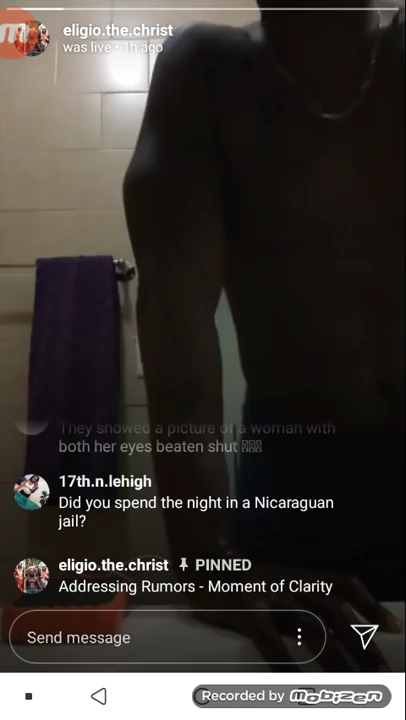 eligio.the.christ
was live • 1h ago
They showed a picture of a woman with
both her eyes beaten shut
17th.n.lehigh
Did you spend the night in a Nicaraguan
jail?
eligio.the.christ PINNED
Addressing Rumors - Moment of Clarity
Send message
Recorded by mobizen